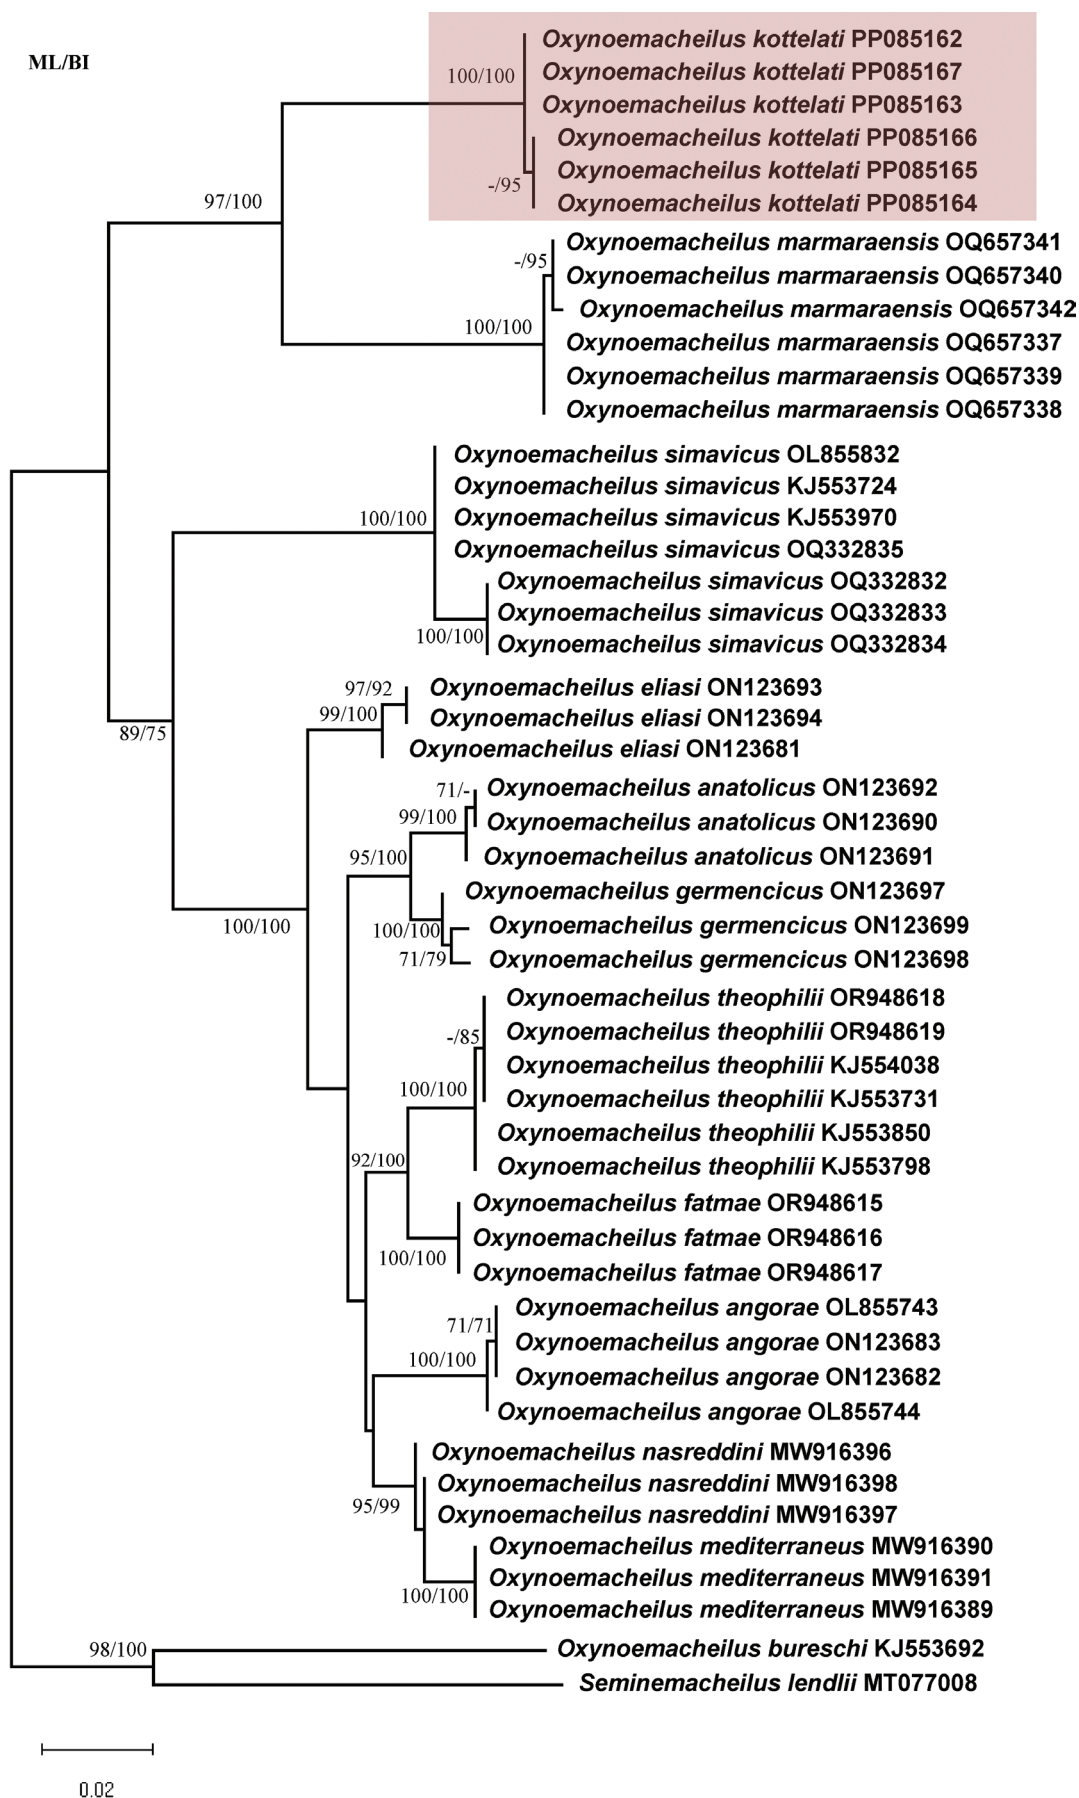 ML/BI
Oxynoemacheilus kottelati PP085162
100/100
Oxynoemacheilus kottelati PP085167
Oxynoemacheilus kottelati PP085163
Oxynoemacheilus kottelati PP085166
Oxynoemacheilus kottelati PP085165
-/95
Oxynoemacheilus kottelati PP085164
97/100
Oxynoemacheilus marmaraensis OQ657341
-/95
Oxynoemacheilus marmaraensis OQ657340
Oxynoemacheilus marmaraensis OQ657342
100/100
Oxynoemacheilus marmaraensis OQ657337
Oxynoemacheilus marmaraensis OQ657339
Oxynoemacheilus marmaraensis OQ657338
Oxynoemacheilus simavicus OL855832
Oxynoemacheilus simavicus KJ553724
100/100
Oxynoemacheilus simavicus KJ553970
Oxynoemacheilus simavicus OQ332835
Oxynoemacheilus simavicus OQ332832
Oxynoemacheilus simavicus OQ332833
100/100
Oxynoemacheilus simavicus OQ332834
97/92
Oxynoemacheilus eliasi ON123693
99/100
Oxynoemacheilus eliasi ON123694
89/75
Oxynoemacheilus eliasi ON123681
71/-
Oxynoemacheilus anatolicus ON123692
99/100
Oxynoemacheilus anatolicus ON123690
95/100
Oxynoemacheilus anatolicus ON123691
Oxynoemacheilus germencicus ON123697
100/100
100/100
Oxynoemacheilus germencicus ON123699
71/79
Oxynoemacheilus germencicus ON123698
Oxynoemacheilus theophilii OR948618
-/85
Oxynoemacheilus theophilii OR948619
Oxynoemacheilus theophilii KJ554038
100/100
Oxynoemacheilus theophilii KJ553731
Oxynoemacheilus theophilii KJ553850
92/100
Oxynoemacheilus theophilii KJ553798
Oxynoemacheilus fatmae OR948615
Oxynoemacheilus fatmae OR948616
100/100
Oxynoemacheilus fatmae OR948617
Oxynoemacheilus angorae OL855743
71/71
Oxynoemacheilus angorae ON123683
100/100
Oxynoemacheilus angorae ON123682
Oxynoemacheilus angorae OL855744
Oxynoemacheilus nasreddini MW916396
Oxynoemacheilus nasreddini MW916398
95/99
Oxynoemacheilus nasreddini MW916397
Oxynoemacheilus mediterraneus MW916390
Oxynoemacheilus mediterraneus MW916391
100/100
Oxynoemacheilus mediterraneus MW916389
98/100
Oxynoemacheilus bureschi KJ553692
Seminemacheilus lendlii MT077008
0.02